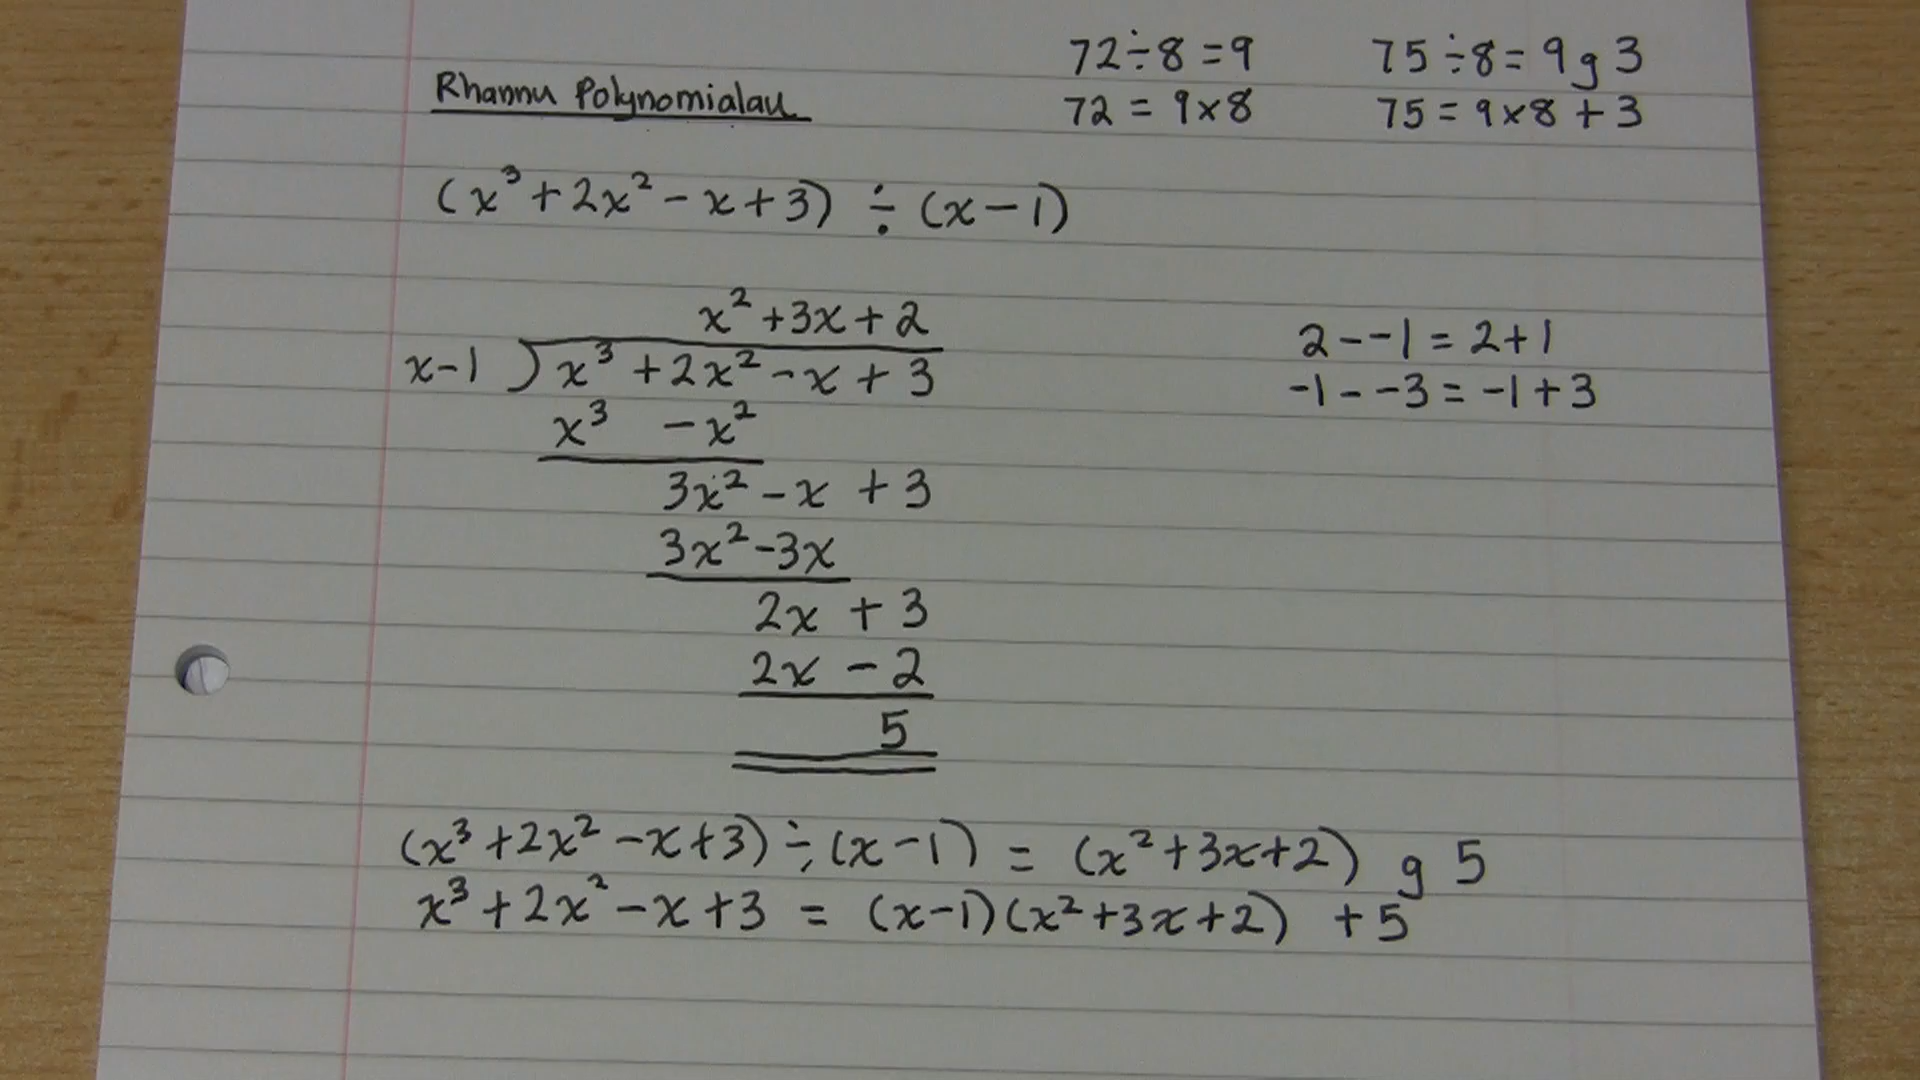 72÷8 = 9
72 = 9×8
75÷8 = 9 g 3
75 = 9×8 + 3
Rhannu Polynomialau
(x³ + 2x² - x + 3) ÷ (x - 1)
x² + 3x + 2
x-1 ) x³ + 2x² - x + 3
x³ - x²
3x² - x + 3
3x² - 3x
2x + 3
2x - 2
5
2 - -1 = 2+1
-1 - -3 = -1 + 3
(x³ + 2x² - x + 3) ÷ (x - 1) = (x² + 3x + 2) g 5
x³ + 2x² - x + 3 = (x-1)(x² + 3x + 2) + 5